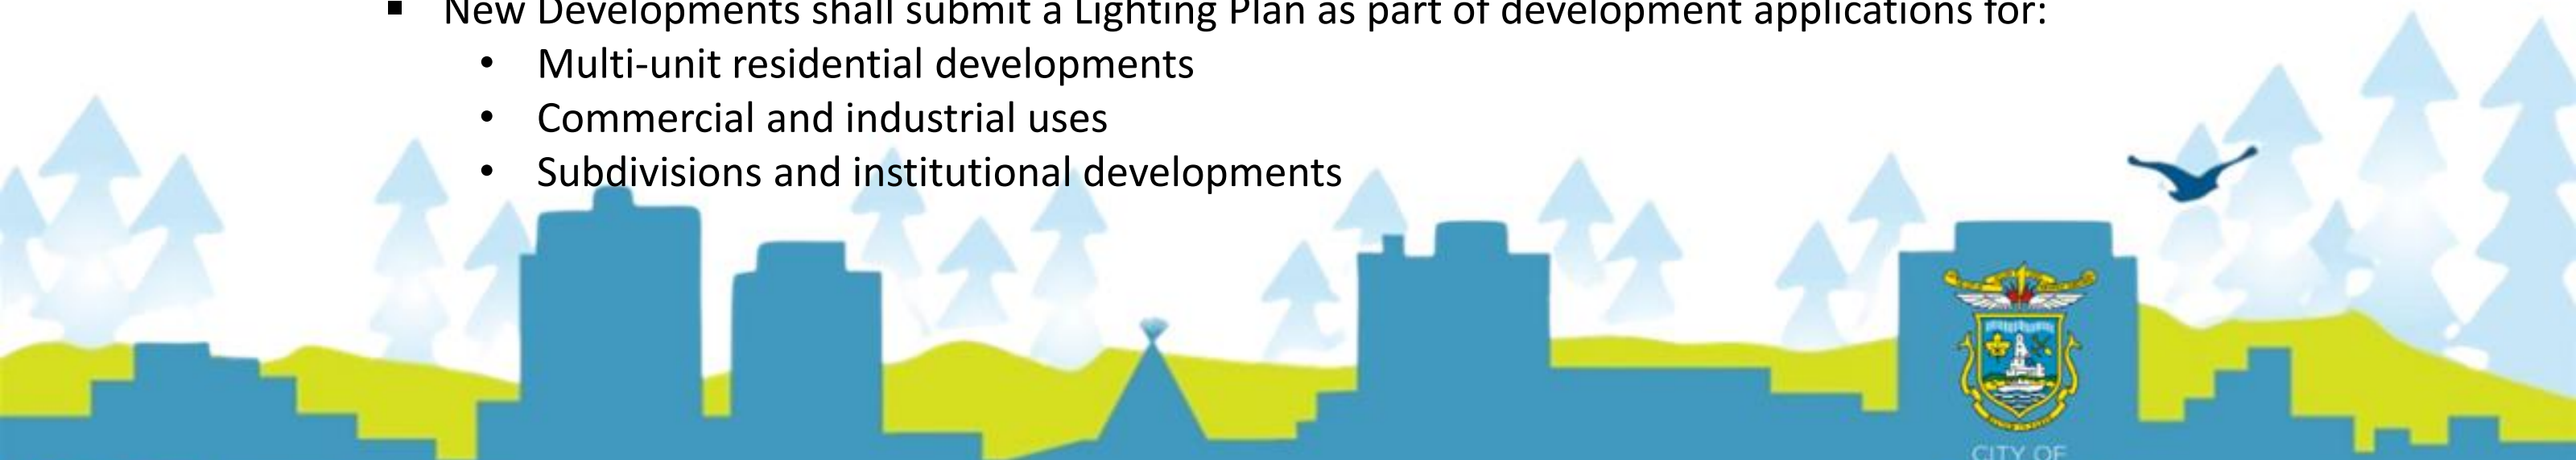 ▪ New Developments shall submit a Lighting Plan as part of development applications for:
• Multi-unit residential developments
• Commercial and industrial uses
• Subdivisions and institutional developments
CITY OF